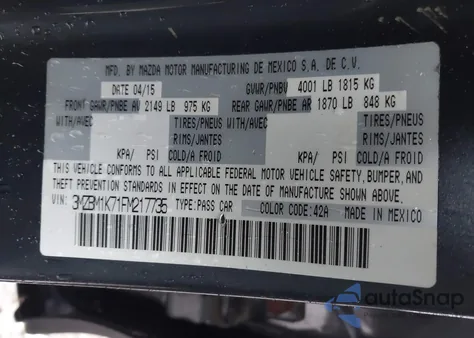 MFD. BY MAZDA MOTOR MANUFACTURING DE MEXICO S.A. DE C.V.
DATE 04/15 GVWR/PNBV 4001 LB 1815 KG
FRONT GAWR/PNBE AV 2149 LB 975 KG REAR GAWR/PNBE AR 1870 LB 848 KG
WITH/AVEC TIRES/PNEUS WITH/AVEC TIRES/PNEUS
RIMS/JANTES RIMS/JANTES
KPA/ PSI COLD/A FROID KPA/ PSI COLD/A FROID
THIS VEHICLE CONFORMS TO ALL APPLICABLE FEDERAL MOTOR VEHICLE SAFETY, BUMPER, AND
THEFT PREVENTION STANDARDS IN EFFECT ON THE DATE OF MANUFACTURE SHOWN ABOVE.
VIN: 3MZBM1K71FM217735 TYPE:PASS CAR COLOR CODE:42A MADE IN MEXICO
autoSnap